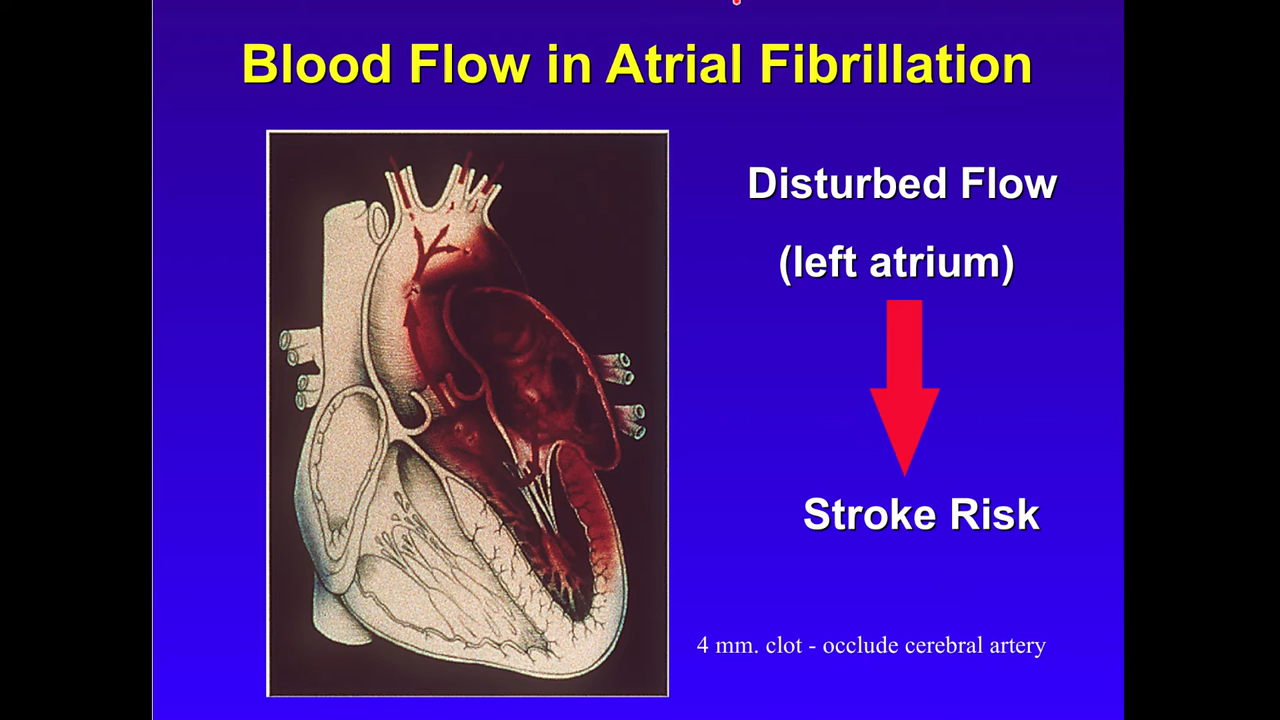 Blood Flow in Atrial Fibrillation
Disturbed Flow
(left atrium)
Stroke Risk
4 mm. clot - occlude cerebral artery